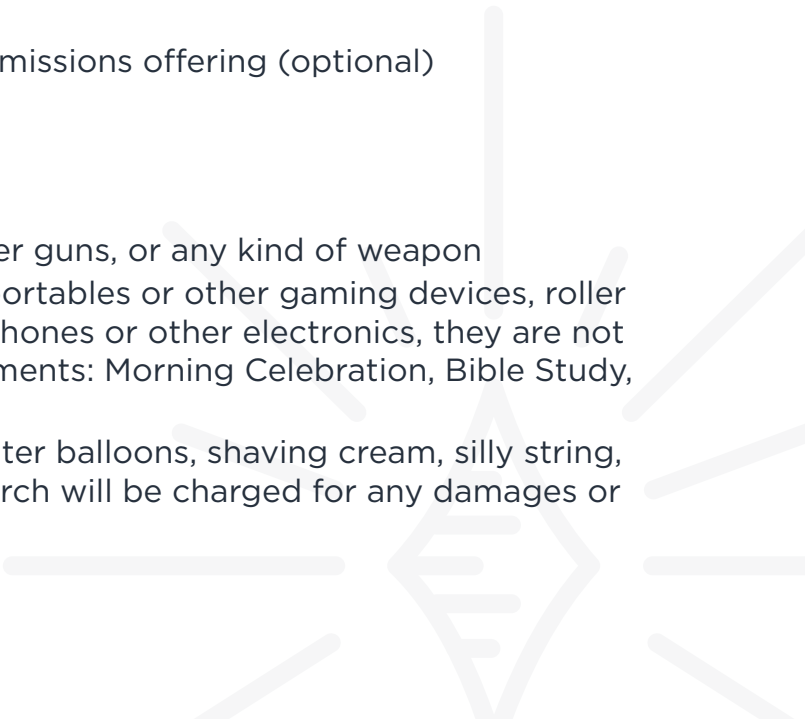 missions offering (optional)
er guns, or any kind of weapon
ortables or other gaming devices, roller
hones or other electronics, they are not
ments: Morning Celebration, Bible Study,
ter balloons, shaving cream, silly string,
rch will be charged for any damages or